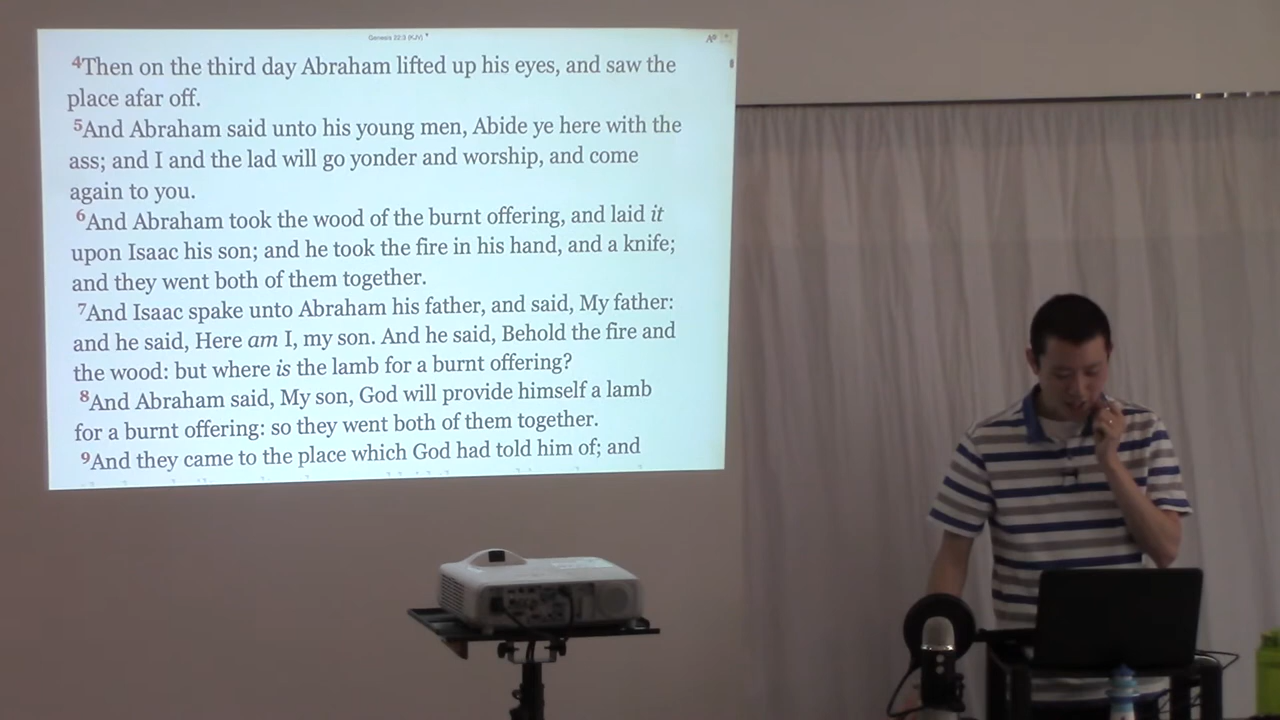 Genesis 22:3 (KJV)
4Then on the third day Abraham lifted up his eyes, and saw the
place afar off.
5And Abraham said unto his young men, Abide ye here with the
ass; and I and the lad will go yonder and worship, and come
again to you.
6And Abraham took the wood of the burnt offering, and laid it
upon Isaac his son; and he took the fire in his hand, and a knife;
and they went both of them together.
7And Isaac spake unto Abraham his father, and said, My father:
and he said, Here am I, my son. And he said, Behold the fire and
the wood: but where is the lamb for a burnt offering?
8And Abraham said, My son, God will provide himself a lamb
for a burnt offering: so they went both of them together.
9And they came to the place which God had told him of; and